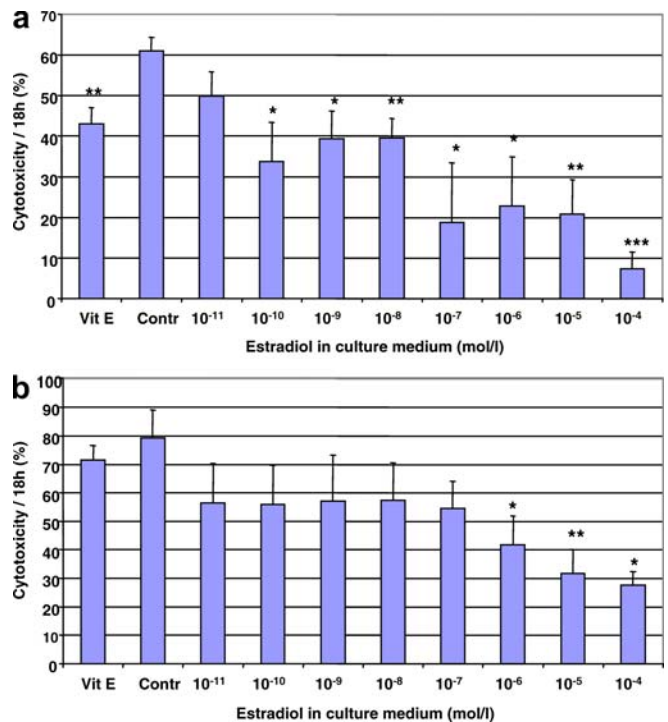 a
Cytotoxicity / 18h (%)
70
60
50
40
30
20
10
0
** * * ** * * ** ***
Vit E Contr 10⁻¹¹ 10⁻¹⁰ 10⁻⁹ 10⁻⁸ 10⁻⁷ 10⁻⁶ 10⁻⁵ 10⁻⁴
Estradiol in culture medium (mol/l)
b
Cytotoxicity / 18h (%)
100
90
80
70
60
50
40
30
20
10
0
* ** *
Vit E Contr 10⁻¹¹ 10⁻¹⁰ 10⁻⁹ 10⁻⁸ 10⁻⁷ 10⁻⁶ 10⁻⁵ 10⁻⁴
Estradiol in culture medium (mol/l)